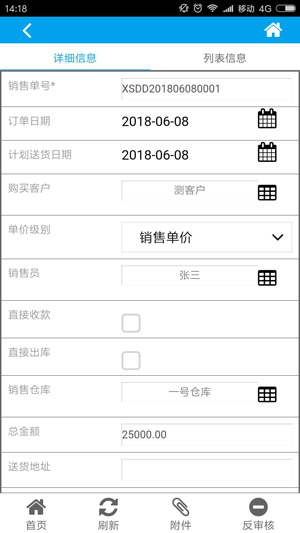 14:18 移动 4G
详细信息 列表信息
销售单号* XSDD201806080001
订单日期 2018-06-08
计划送货日期 2018-06-08
购买客户 测客户
单价级别 销售单价
销售员 张三
直接收款
直接出库
销售仓库 一号仓库
总金额 25000.00
送货地址
首页 刷新 附件 反审核